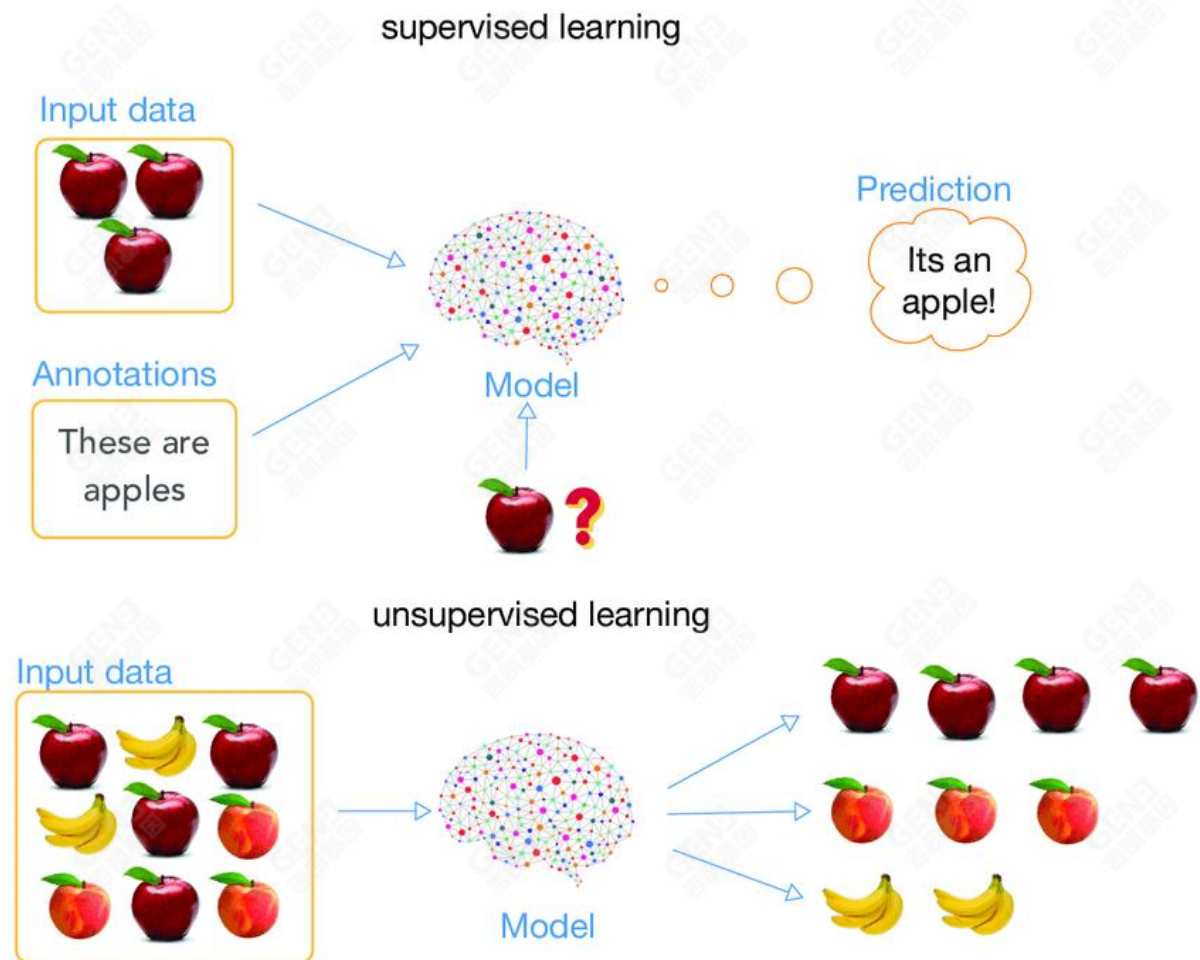 supervised learning
Input data
Prediction
Its an
apple!
Annotations
Model
These are
apples
?
unsupervised learning
Input data
Model